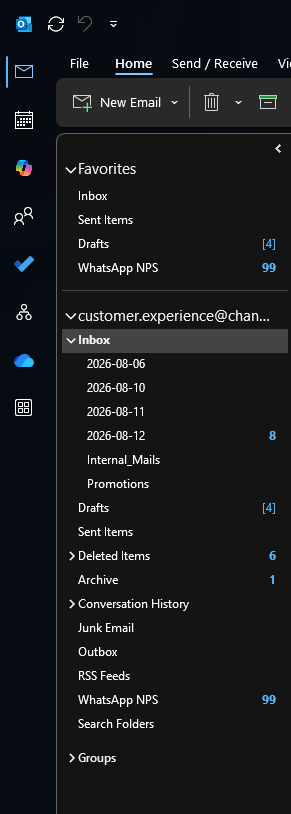 File Home Send / Receive Vi
New Email
Favorites
Inbox
Sent Items
Drafts [4]
WhatsApp NPS 99
customer.experience@chan...
Inbox
2026-08-06
2026-08-10
2026-08-11
2026-08-12 8
Internal_Mails
Promotions
Drafts [4]
Sent Items
Deleted Items 6
Archive 1
Conversation History
Junk Email
Outbox
RSS Feeds
WhatsApp NPS 99
Search Folders
Groups